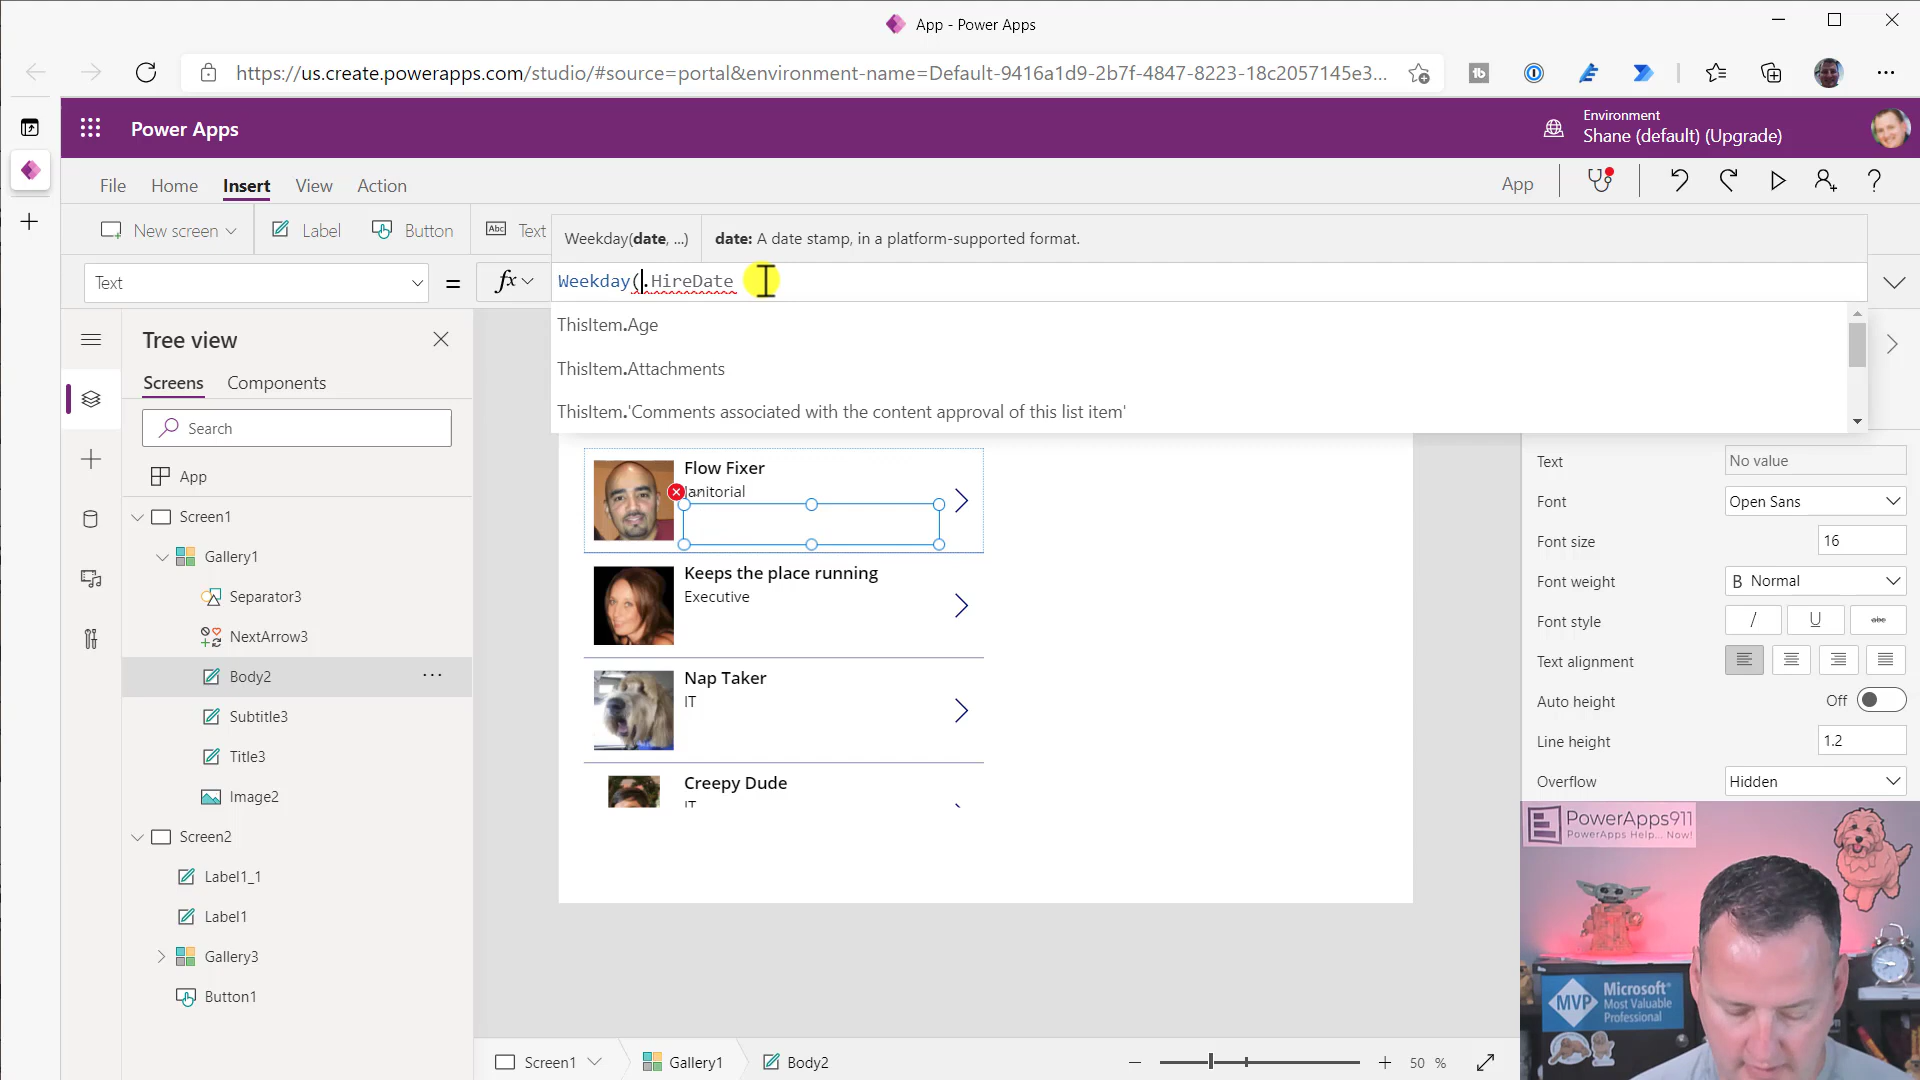 App - Power Apps
https://us.create.powerapps.com/studio/#source=portal&environment-name=Default-9416a1d9-2b7f-4847-8223-18c2057145e3...
Power Apps
Environment
Shane (default) (Upgrade)
File Home Insert View Action
App
New screen Label Button Abc Text
Weekday(date, ...) date: A date stamp, in a platform-supported format.
Text = fx Weekday(.HireDate
ThisItem.Age
ThisItem.Attachments
ThisItem.'Comments associated with the content approval of this list item'
Tree view
Screens Components
Search
App
Screen1
Gallery1
Separator3
NextArrow3
Body2
Subtitle3
Title3
Image2
Screen2
Label1_1
Label1
Gallery3
Button1
Flow Fixer
Janitorial
Keeps the place running
Executive
Nap Taker
IT
Creepy Dude
IT
Text No value
Font Open Sans
Font size 16
Font weight B Normal
Font style / U abc
Text alignment
Auto height Off
Line height 1.2
Overflow Hidden
PowerApps911
PowerApps Help... Now!
MVP Microsoft
Most Valuable
Professional
Screen1 Gallery1 Body2
50 %